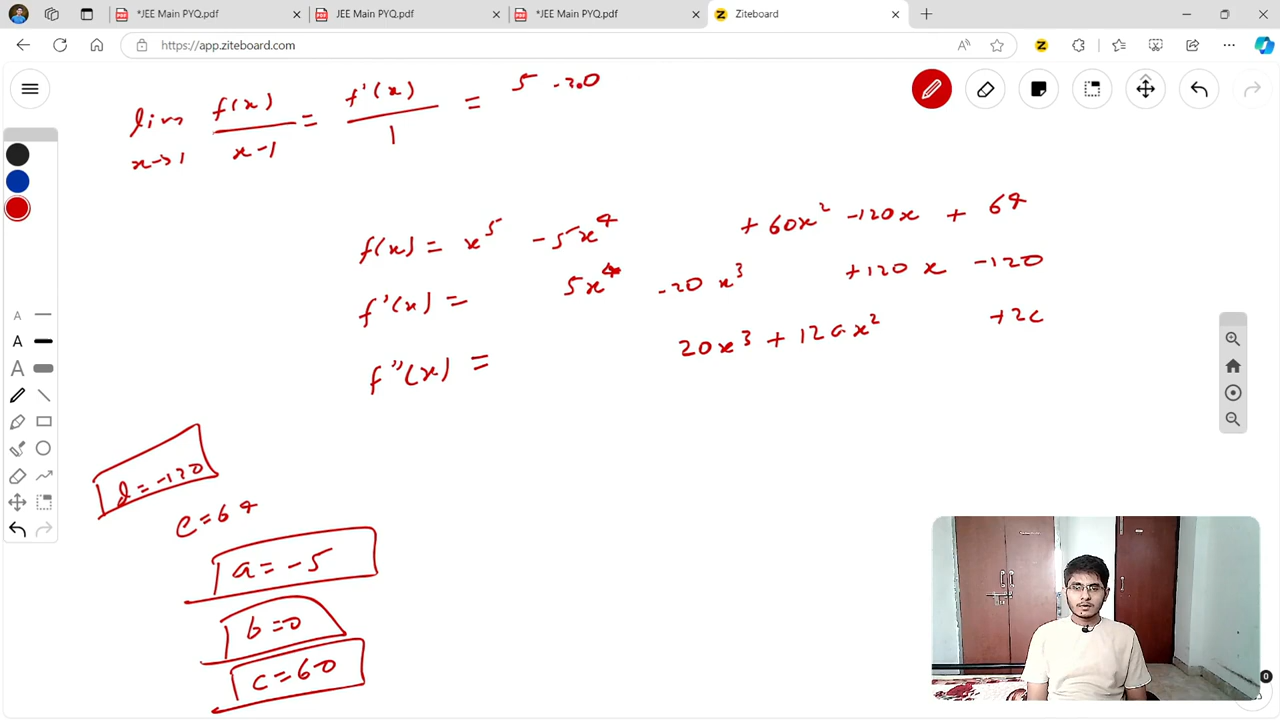 *JEE Main PYQ.pdf
JEE Main PYQ.pdf
*JEE Main PYQ.pdf
Ziteboard
https://app.ziteboard.com
lim x->1 f(x)/x-1 = f'(x)/1 = 5 -20
f(x) = x^5 -5x^4 +60x^2 -120x + 64
f'(x) = 5x^4 -20x^3 +120x -120
f''(x) = 20x^3 + 12ax^2 +2c
d=-120
e=64
a=-5
b=0
c=60
A
A
A
0